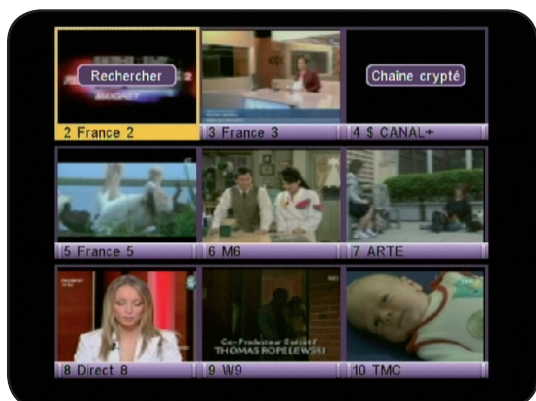 Rechercher
MUGNET
2 France 2
3 France 3
Chaîne crypté
4 $ CANAL+
5 France 5
6 M6
7 ARTE
8 Direct 8
Co-Producteur Exécutif
THOMAS ROPELEWSKI
9 W9
10 TMC